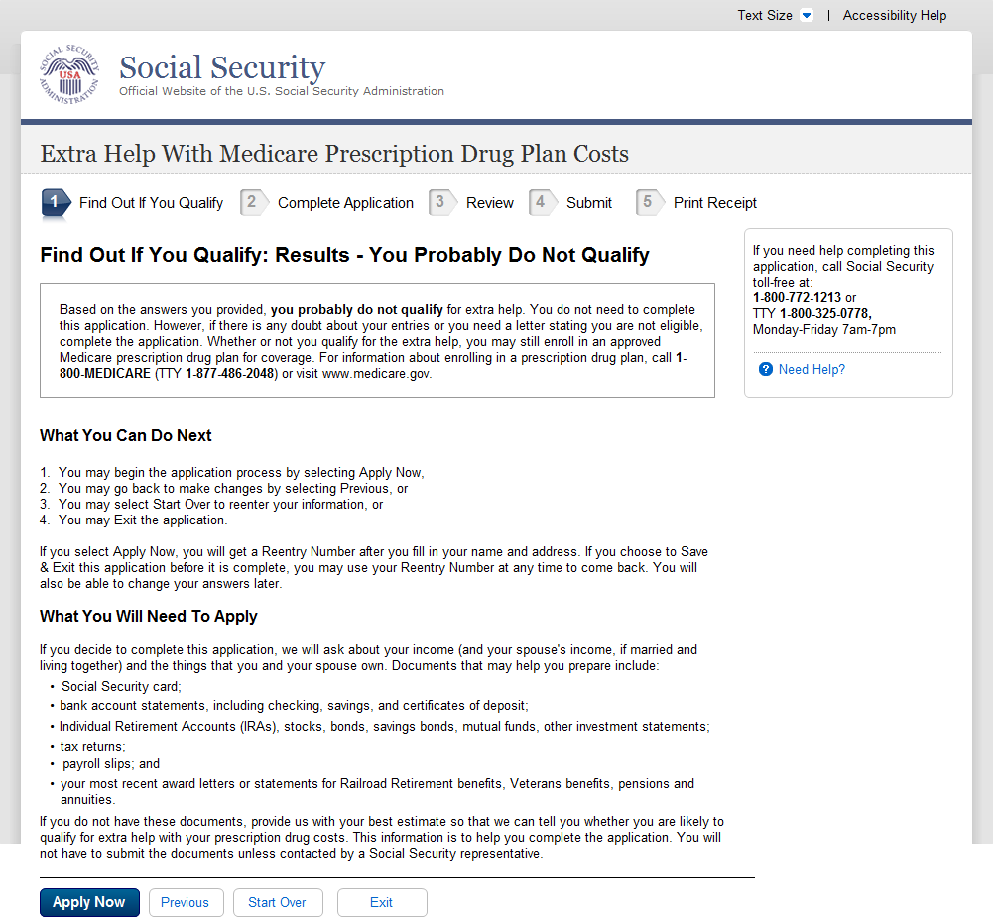 Text Size | Accessibility Help
SOCIAL SECURITY ADMINISTRATION
USA
Social Security
Official Website of the U.S. Social Security Administration
Extra Help With Medicare Prescription Drug Plan Costs
1 Find Out If You Qualify 2 Complete Application 3 Review 4 Submit 5 Print Receipt
Find Out If You Qualify: Results - You Probably Do Not Qualify
Based on the answers you provided, you probably do not qualify for extra help. You do not need to complete
this application. However, if there is any doubt about your entries or you need a letter stating you are not eligible,
complete the application. Whether or not you qualify for the extra help, you may still enroll in an approved
Medicare prescription drug plan for coverage. For information about enrolling in a prescription drug plan, call 1-
800-MEDICARE (TTY 1-877-486-2048) or visit www.medicare.gov.
If you need help completing this
application, call Social Security
toll-free at:
1-800-772-1213 or
TTY 1-800-325-0778,
Monday-Friday 7am-7pm
? Need Help?
What You Can Do Next
1. You may begin the application process by selecting Apply Now,
2. You may go back to make changes by selecting Previous, or
3. You may select Start Over to reenter your information, or
4. You may Exit the application.
If you select Apply Now, you will get a Reentry Number after you fill in your name and address. If you choose to Save
& Exit this application before it is complete, you may use your Reentry Number at any time to come back. You will
also be able to change your answers later.
What You Will Need To Apply
If you decide to complete this application, we will ask about your income (and your spouse's income, if married and
living together) and the things that you and your spouse own. Documents that may help you prepare include:
• Social Security card;
• bank account statements, including checking, savings, and certificates of deposit;
• Individual Retirement Accounts (IRAs), stocks, bonds, savings bonds, mutual funds, other investment statements;
• tax returns;
• payroll slips; and
• your most recent award letters or statements for Railroad Retirement benefits, Veterans benefits, pensions and
annuities.
If you do not have these documents, provide us with your best estimate so that we can tell you whether you are likely to
qualify for extra help with your prescription drug costs. This information is to help you complete the application. You will
not have to submit the documents unless contacted by a Social Security representative.
Apply Now Previous Start Over Exit